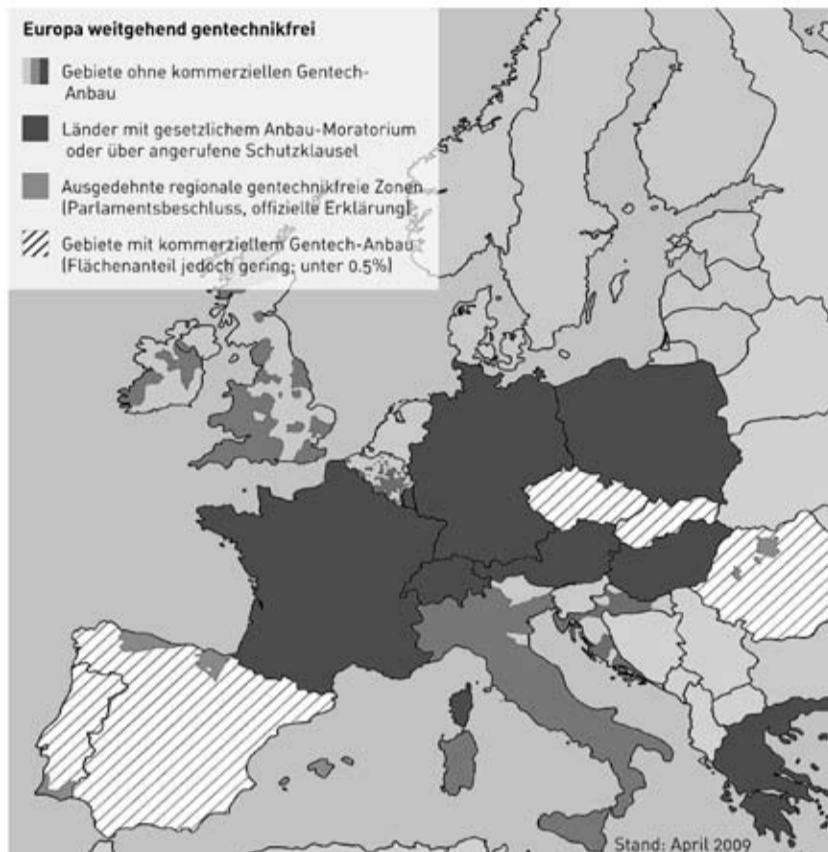 Europa weitgehend gentechnikfrei
Gebiete ohne kommerziellen Gentech-
Anbau
Länder mit gesetzlichem Anbau-Moratorium
oder über angerufene Schutzklausel
Ausgedehnte regionale gentechnikfreie Zonen
(Parlamentsbeschluss, offizielle Erklärung)
Gebiete mit kommerziellem Gentech-Anbau
(Flächenanteil jedoch gering; unter 0.5%)
Stand: April 2009